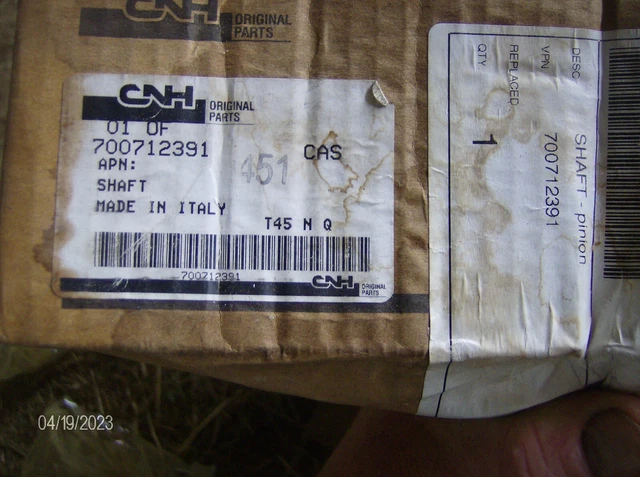 CNH ORIGINAL
PARTS
CNH ORIGINAL
PARTS
01 OF
700712391 CAS
APN: 451
SHAFT
MADE IN ITALY
T45 N Q
700712391
CNH ORIGINAL
PARTS
DESC SHAFT - pinion
VPN: 700712391
REPLACED
QTY 1
04/19/2023